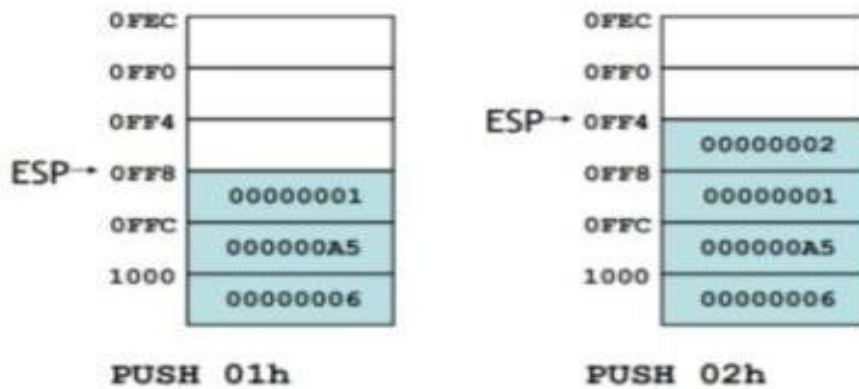 0FEC
0FF0
0FF4
ESP→ 0FF8
00000001
0FFC
000000A5
1000
00000006
PUSH 01h
0FEC
0FF0
ESP→ 0FF4
00000002
0FF8
00000001
0FFC
000000A5
1000
00000006
PUSH 02h